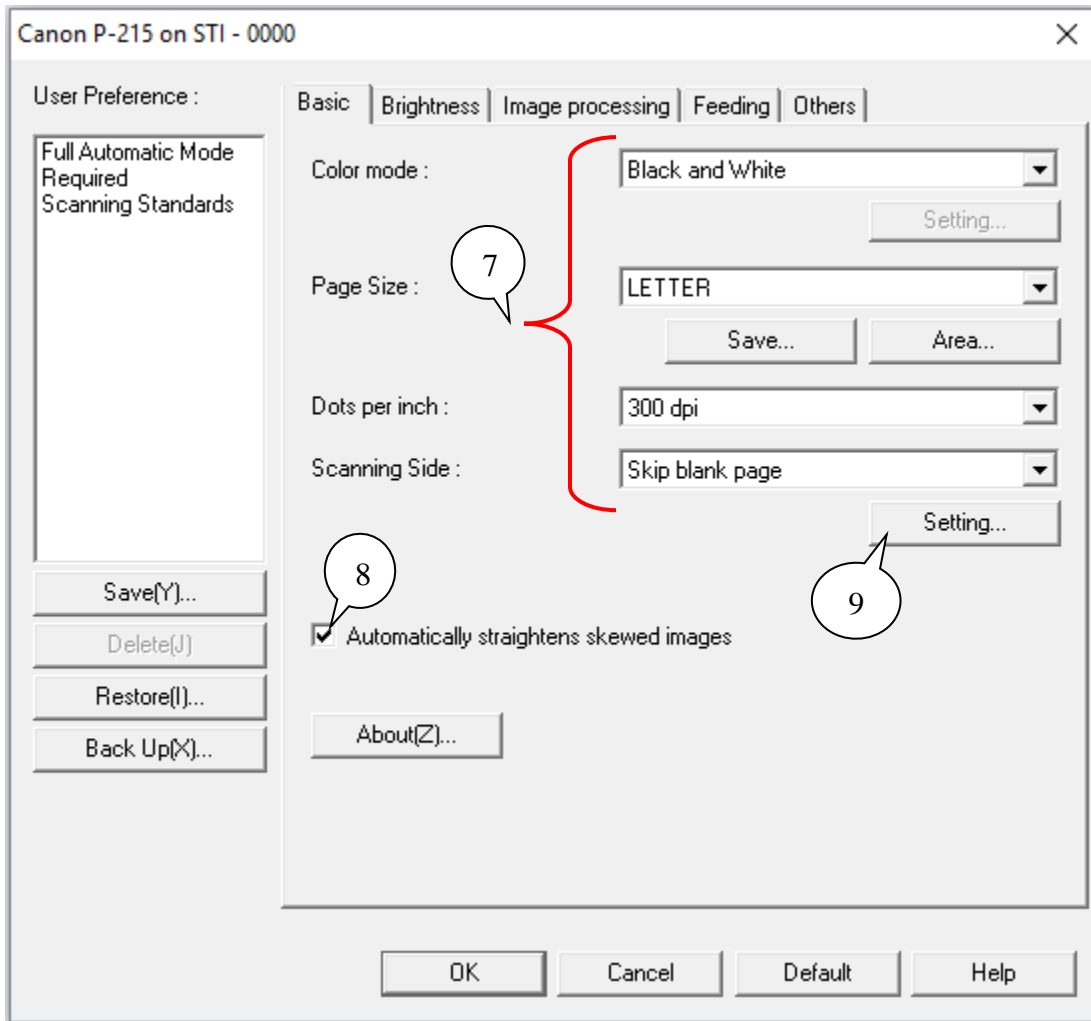 Canon P-215 on STI - 0000
User Preference :
Full Automatic Mode
Required
Scanning Standards
Save(Y)...
Delete(J)
Restore(I)...
Back Up(X)...
Basic
Brightness
Image processing
Feeding
Others
Color mode :
Black and White
Setting...
7
Page Size :
LETTER
Save...
Area...
Dots per inch :
300 dpi
Scanning Side :
Skip blank page
Setting...
8
9
Automatically straightens skewed images
About(Z)...
OK
Cancel
Default
Help